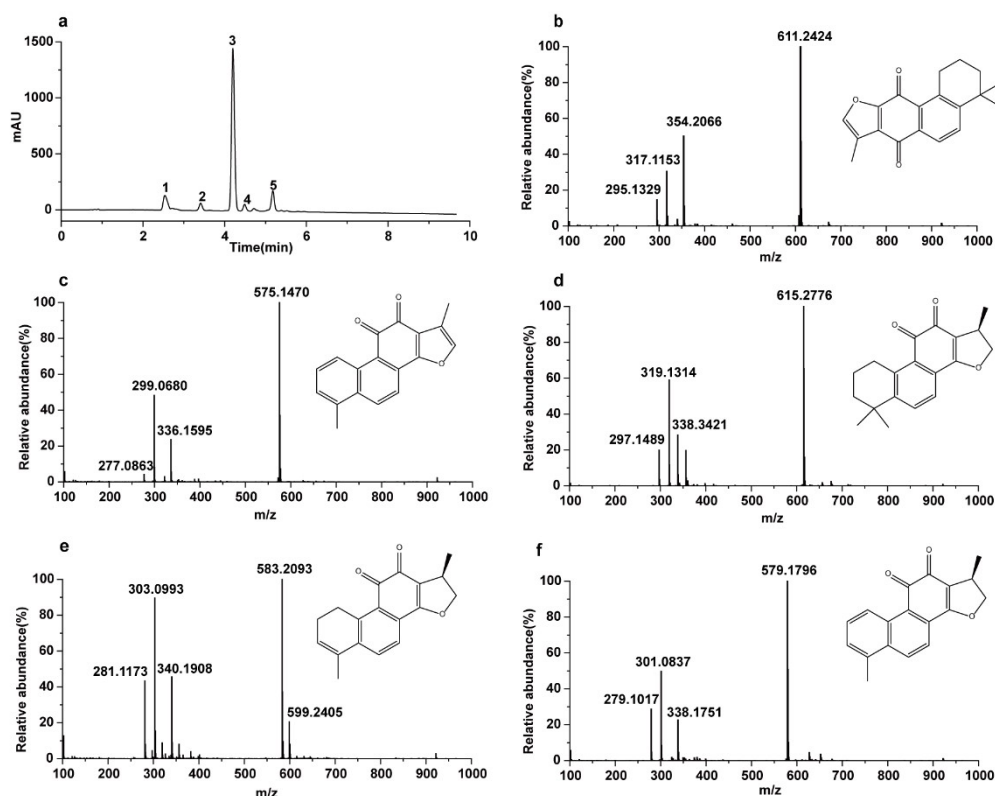 a
1500
1000
500
0
mAU
1
2
3
4
5
0 2 4 6 8 10
Time(min)
b
100
80
60
40
20
0
Relative abundance(%)
611.2424
354.2066
317.1153
295.1329
O
O
O
100 200 300 400 500 600 700 800 900 1000
m/z
c
100
80
60
40
20
0
Relative abundance(%)
575.1470
299.0680
336.1595
277.0863
O
O
O
100 200 300 400 500 600 700 800 900 1000
m/z
d
100
80
60
40
20
0
Relative abundance(%)
615.2776
319.1314
338.3421
297.1489
O
O
O
100 200 300 400 500 600 700 800 900 1000
m/z
e
100
80
60
40
20
0
Relative abundance(%)
583.2093
303.0993
281.1173
340.1908
599.2405
O
O
O
100 200 300 400 500 600 700 800 900 1000
m/z
f
100
80
60
40
20
0
Relative abundance(%)
579.1796
301.0837
279.1017
338.1751
O
O
O
100 200 300 400 500 600 700 800 900 1000
m/z